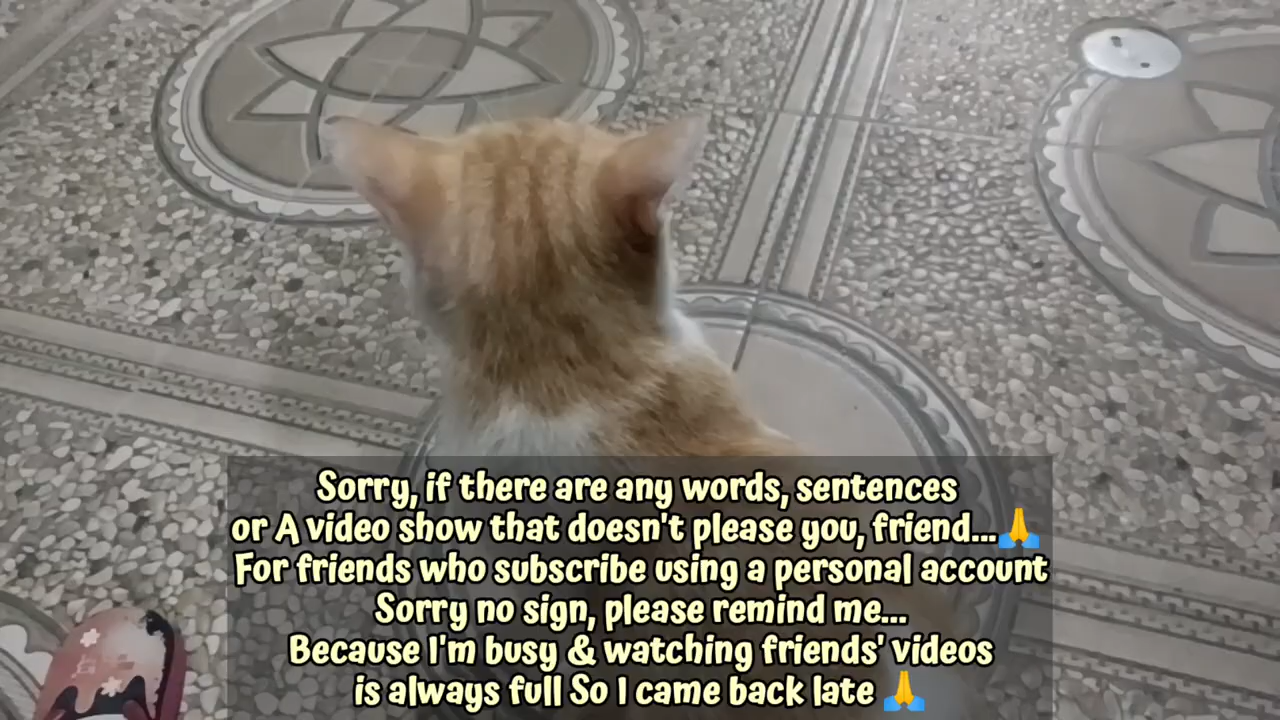 Sorry, if there are any words, sentences
or A video show that doesn't please you, friend...🙏
For friends who subscribe using a personal account
Sorry no sign, please remind me...
Because I'm busy & watching friends' videos
is always full So I came back late 🙏